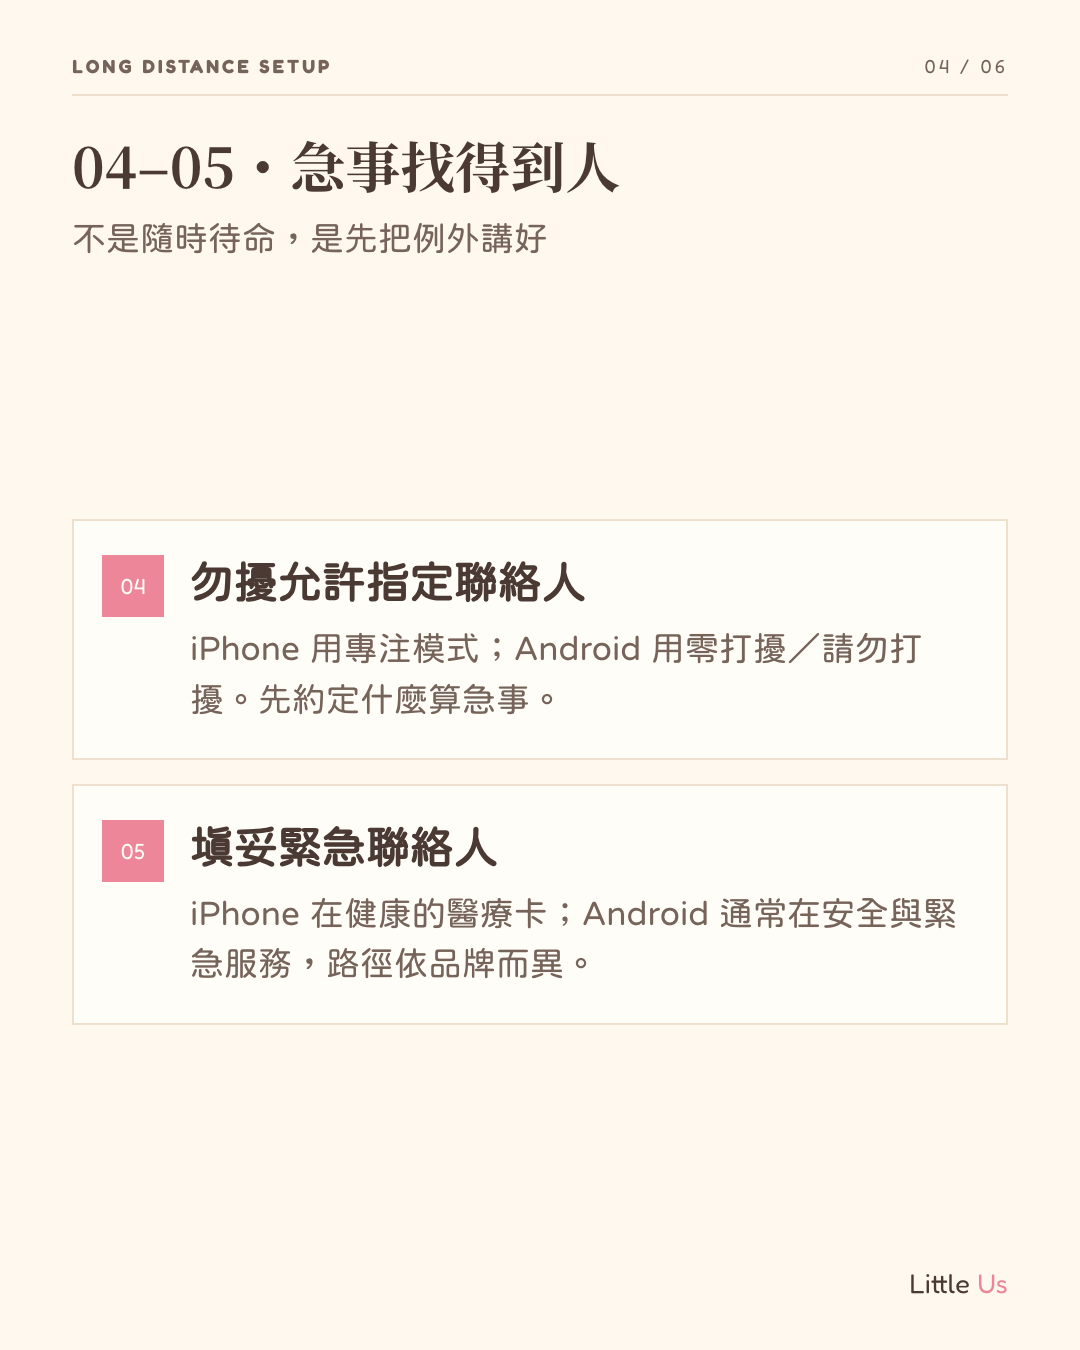 LONG DISTANCE SETUP
04 / 06
04–05・急事找得到人
不是隨時待命，是先把例外講好
04
勿擾允許指定聯絡人
iPhone 用專注模式；Android 用零打擾／請勿打
擾。先約定什麼算急事。
05
填妥緊急聯絡人
iPhone 在健康的醫療卡；Android 通常在安全與緊
急服務，路徑依品牌而異。
Little Us